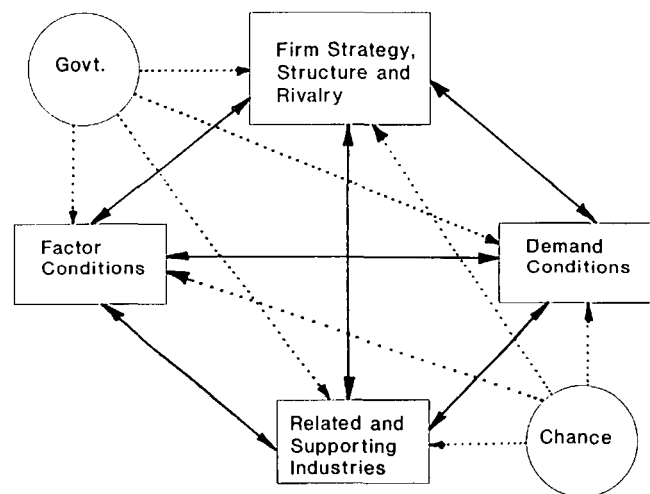 Govt.
Firm Strategy,
Structure and
Rivalry
Factor
Conditions
Demand
Conditions
Related and
Supporting
Industries
Chance